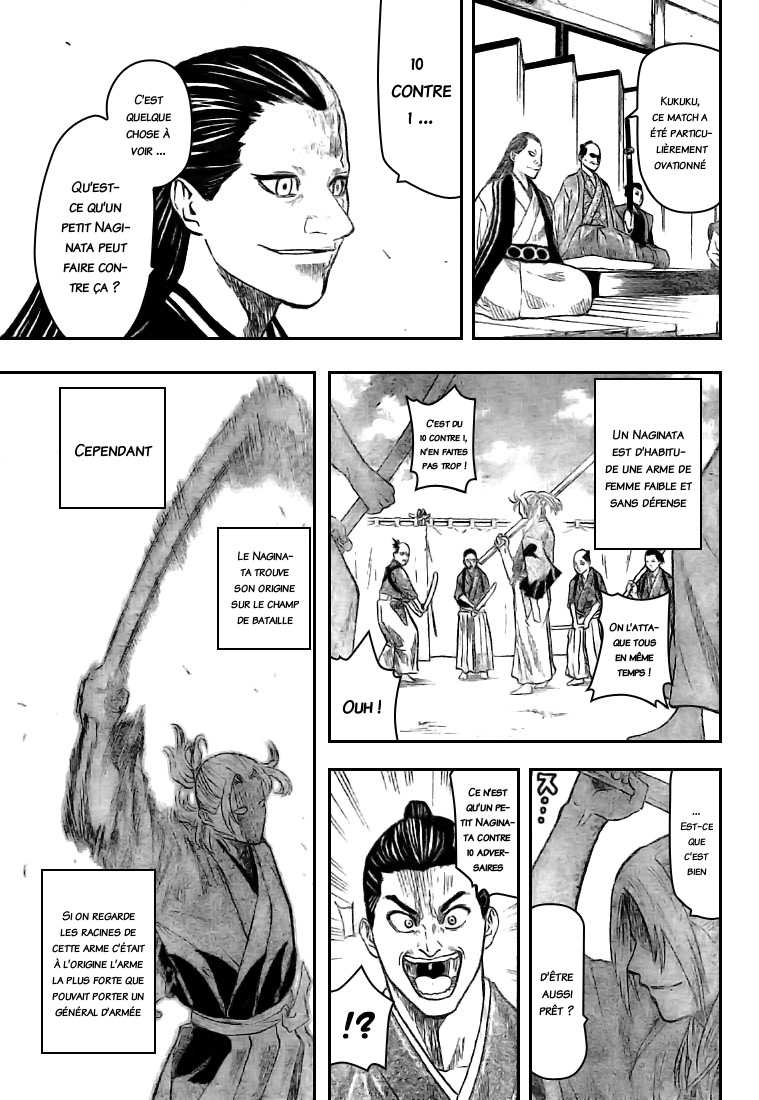 KUKUKU,
CE MATCH A
ÉTÉ PARTICU-
LIÈREMENT
OVATIONNÉ
10
CONTRE
1 ...
C'EST
QUELQUE
CHOSE À
VOIR ...
QU'EST-
CE QU'UN
PETIT NAGI-
NATA PEUT
FAIRE CON-
TRE ÇA ?
UN NAGINATA
EST D'HABITU-
DE UNE ARME DE
FEMME FAIBLE ET
SANS DÉFENSE
C'EST DU
10 CONTRE 1,
N'EN FAITES
PAS TROP !
ON L'ATTA-
QUE TOUS
EN MÊME
TEMPS !
OUH !
CEPENDANT
LE NAGINA-
TA TROUVE
SON ORIGINE
SUR LE CHAMP
DE BATAILLE
SI ON REGARDE
LES RACINES DE
CETTE ARME C'ÉTAIT
À L'ORIGINE L'ARME
LA PLUS FORTE QUE
POUVAIT PORTER UN
GÉNÉRAL D'ARMÉE
...
EST-CE
QUE
C'EST
BIEN
ス...
D'ÊTRE
AUSSI
PRÊT ?
CE N'EST
QU'UN PE-
TIT NAGINA-
TA CONTRE
10 ADVER-
SAIRES
!?